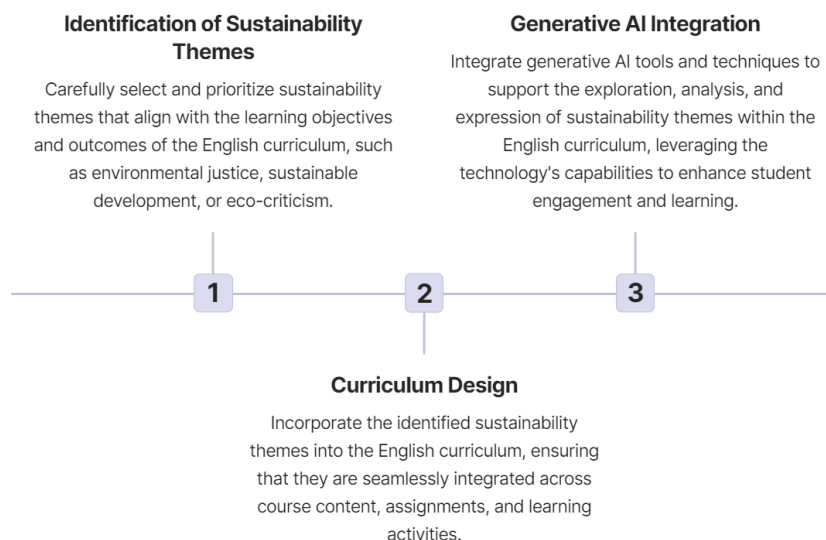 Identification of Sustainability
Themes
Carefully select and prioritize sustainability
themes that align with the learning objectives
and outcomes of the English curriculum, such
as environmental justice, sustainable
development, or eco-criticism.
Generative AI Integration
Integrate generative AI tools and techniques to
support the exploration, analysis, and
expression of sustainability themes within the
English curriculum, leveraging the
technology's capabilities to enhance student
engagement and learning.
1
2
3
Curriculum Design
Incorporate the identified sustainability
themes into the English curriculum, ensuring
that they are seamlessly integrated across
course content, assignments, and learning
activities.